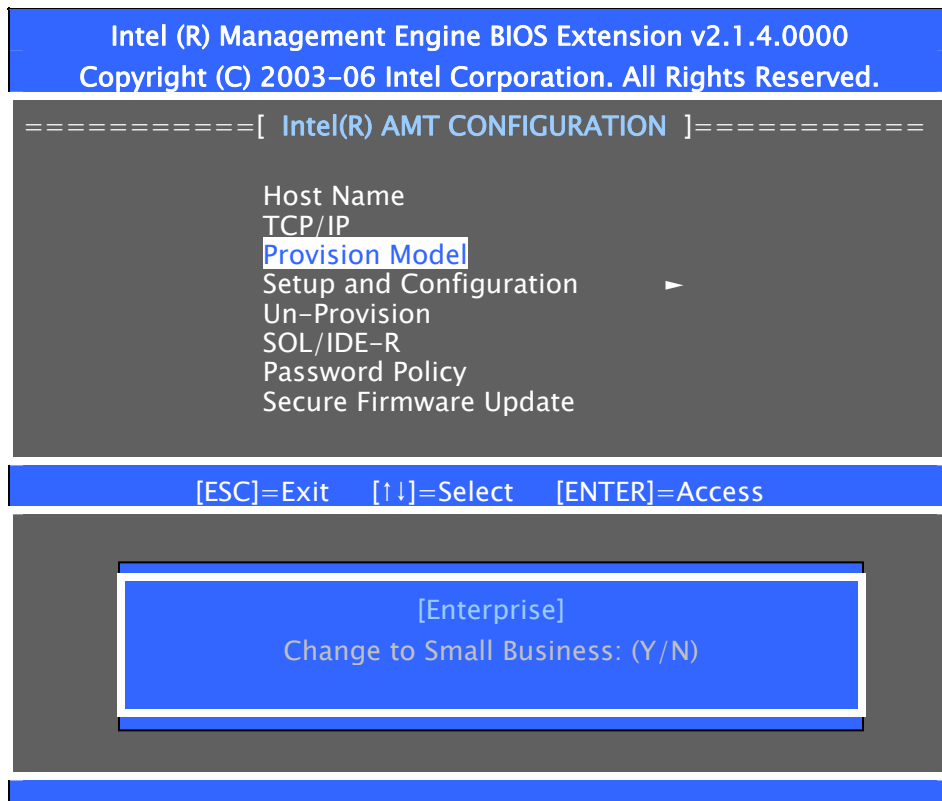 Intel (R) Management Engine BIOS Extension v2.1.4.0000
Copyright (C) 2003-06 Intel Corporation. All Rights Reserved.
===========[ Intel(R) AMT CONFIGURATION ]===========
Host Name
TCP/IP
Provision Model
Setup and Configuration ►
Un-Provision
SOL/IDE-R
Password Policy
Secure Firmware Update
[ESC]=Exit [↑↓]=Select [ENTER]=Access
[Enterprise]
Change to Small Business: (Y/N)